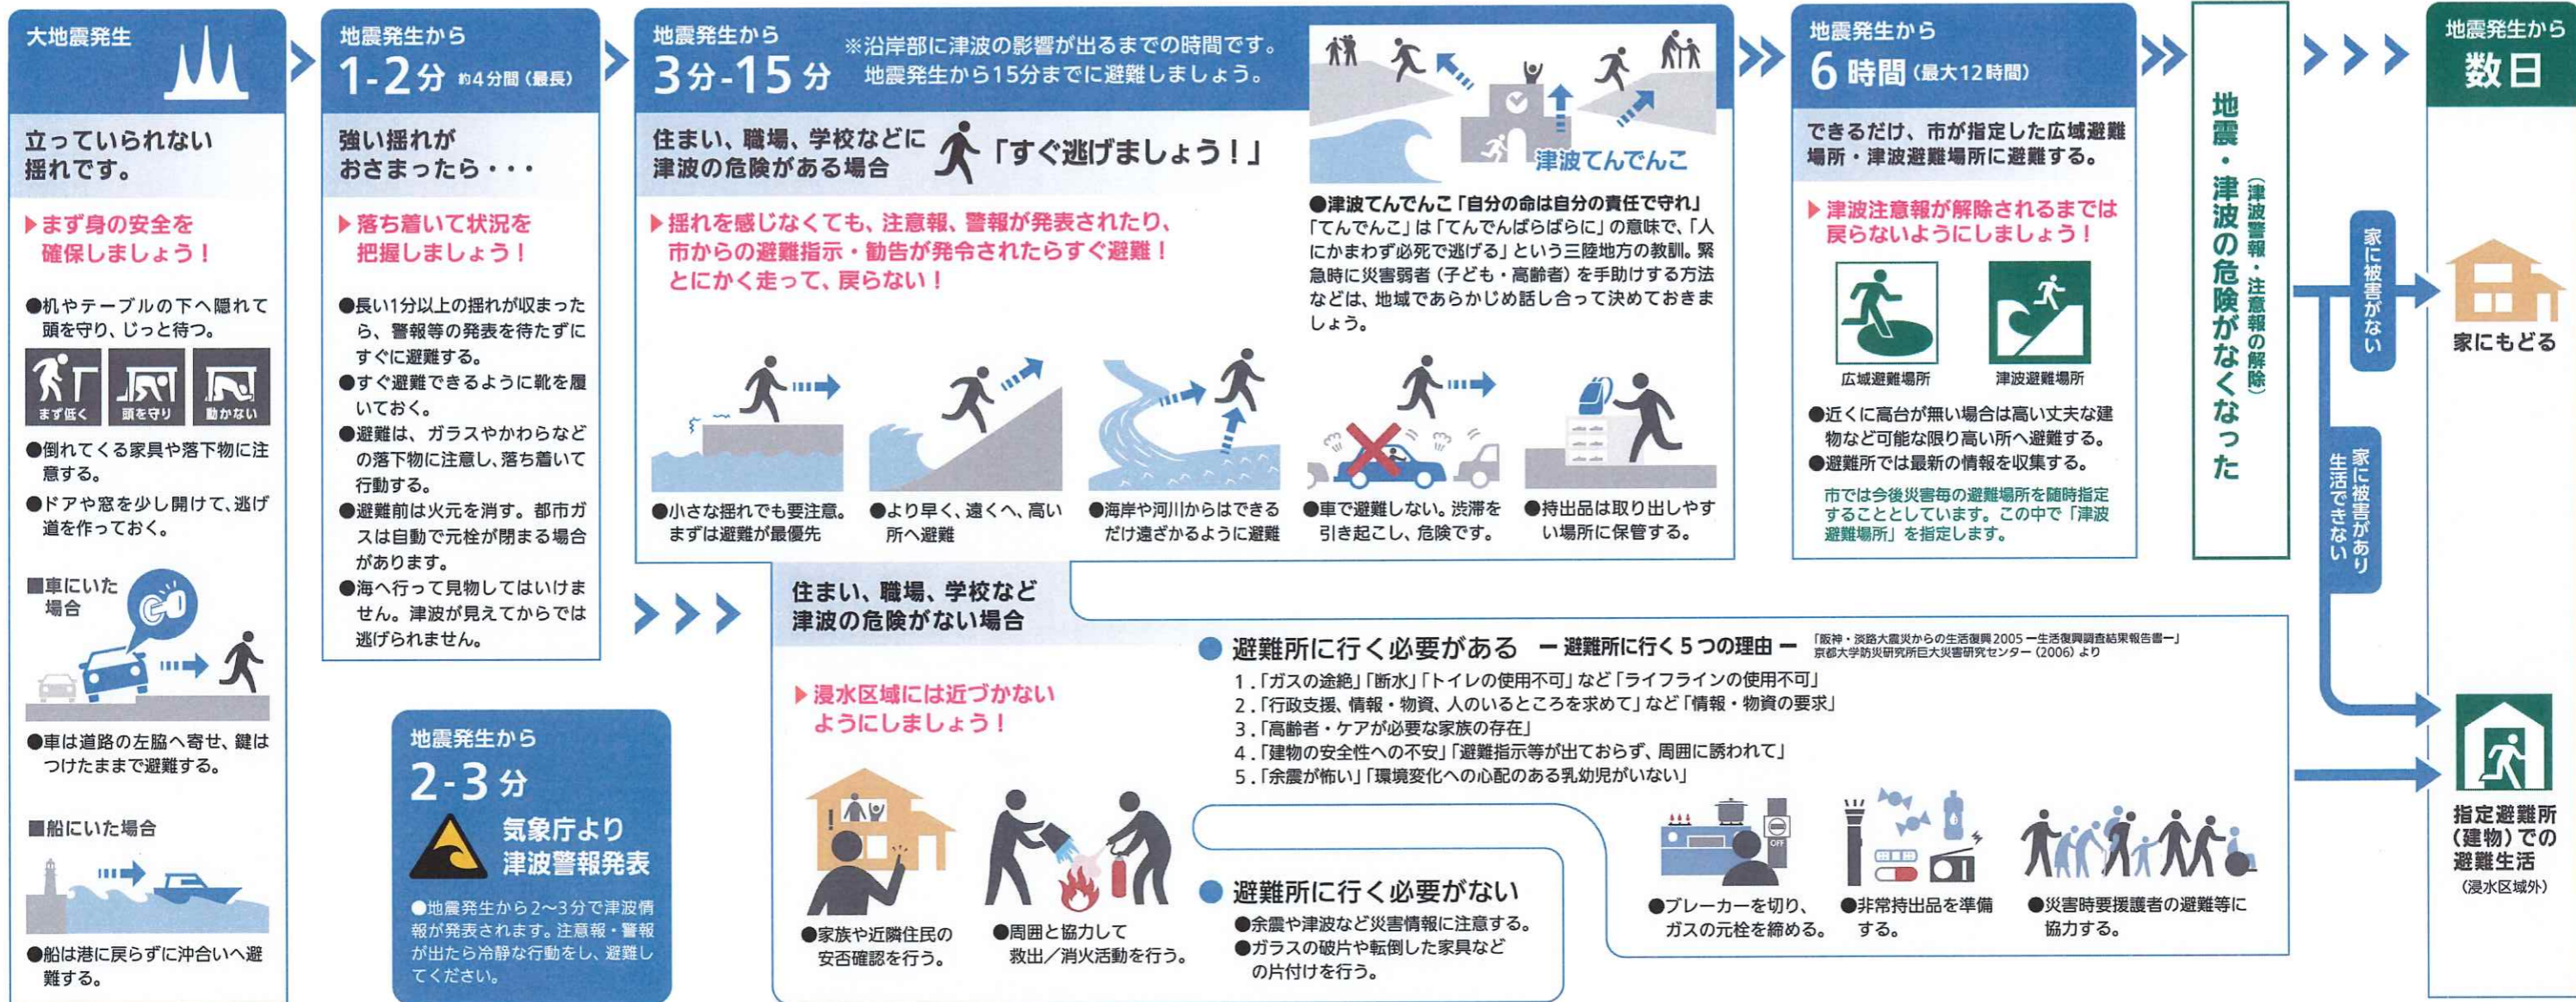 大地震発生
立っていられない
揺れです。
まず身の安全を
確保しましょう！
●机やテーブルの下へ隠れて
頭を守り、じっと待つ。
まず低く
頭を守り
動かない
●倒れてくる家具や落下物に注
意する。
●ドアや窓を少し開けて、逃げ
道を作っておく。
■車にいた
場合
●車は道路の左脇へ寄せ、鍵は
つけたままで避難する。
■船にいた場合
●船は港に戻らずに沖合いへ避
難する。
地震発生から
1-2分 約4分間（最長）
強い揺れが
おさまったら・・・
落ち着いて状況を
把握しましょう！
●長い1分以上の揺れが収まった
ら、警報等の発表を待たずに
すぐに避難する。
●すぐ避難できるように靴を履
いておく。
●避難は、ガラスやかわらなど
の落下物に注意し、落ち着いて
行動する。
●避難前は火元を消す。都市ガ
スは自動で元栓が閉まる場合
があります。
●海へ行って見物してはいけま
せん。津波が見えてからでは
逃げられません。
地震発生から
2-3分
気象庁より
津波警報発表
●地震発生から2～3分で津波情
報が発表されます。注意報・警報
が出たら冷静な行動をし、避難し
てください。
地震発生から
3分-15分
※沿岸部に津波の影響が出るまでの時間です。
地震発生から15分までに避難しましょう。
住まい、職場、学校などに
津波の危険がある場合
「すぐ逃げましょう！」
揺れを感じなくても、注意報、警報が発表されたり、
市からの避難指示・勧告が発令されたらすぐ避難！
とにかく走って、戻らない！
津波てんでんこ
●津波てんでんこ「自分の命は自分の責任で守れ」
「てんでんこ」は「てんでんばらばらに」の意味で、「人
にかまわず必死で逃げる」という三陸地方の教訓。緊
急時に災害弱者（子ども・高齢者）を手助けする方法
などは、地域であらかじめ話し合って決めておきま
しょう。
●小さな揺れでも要注意。
まずは避難が最優先
●より早く、遠くへ、高い
所へ避難
●海岸や河川からはできる
だけ遠ざかるように避難
●車で避難しない。渋滞を
引き起こし、危険です。
●持出品は取り出しやす
い場所に保管する。
住まい、職場、学校など
津波の危険がない場合
浸水区域には近づかない
ようにしましょう！
●家族や近隣住民の
安否確認を行う。
●周囲と協力して
救出／消火活動を行う。
● 避難所に行く必要がある ー 避難所に行く5つの理由 ー
「阪神・淡路大震災からの生活復興2005ー生活復興調査結果報告書ー」
京都大学防災研究所巨大災害研究センター（2006）より
1．「ガスの途絶」「断水」「トイレの使用不可」など「ライフラインの使用不可」
2．「行政支援、情報・物資、人のいるところを求めて」など「情報・物資の要求」
3．「高齢者・ケアが必要な家族の存在」
4．「建物の安全性への不安」「避難指示等が出ておらず、周囲に誘われて」
5．「余震が怖い」「環境変化への心配のある乳幼児がいない」
● 避難所に行く必要がない
●余震や津波など災害情報に注意する。
●ガラスの破片や転倒した家具など
の片付けを行う。
OFF
●ブレーカーを切り、
ガスの元栓を締める。
●非常持出品を準備
する。
●災害時要援護者の避難等に
協力する。
地震発生から
6時間（最大12時間）
できるだけ、市が指定した広域避難
場所・津波避難場所に避難する。
津波注意報が解除されるまでは
戻らないようにしましょう！
広域避難場所
津波避難場所
●近くに高台が無い場合は高い丈夫な建
物など可能な限り高い所へ避難する。
●避難所では最新の情報を収集する。
市では今後災害毎の避難場所を随時指定
することとしています。この中で「津波
避難場所」を指定します。
地震・津波の危険がなくなった
（津波警報・注意報の解除）
家に被害がない
家に被害があり
生活できない
地震発生から
数日
家にもどる
指定避難所
（建物）での
避難生活
（浸水区域外）